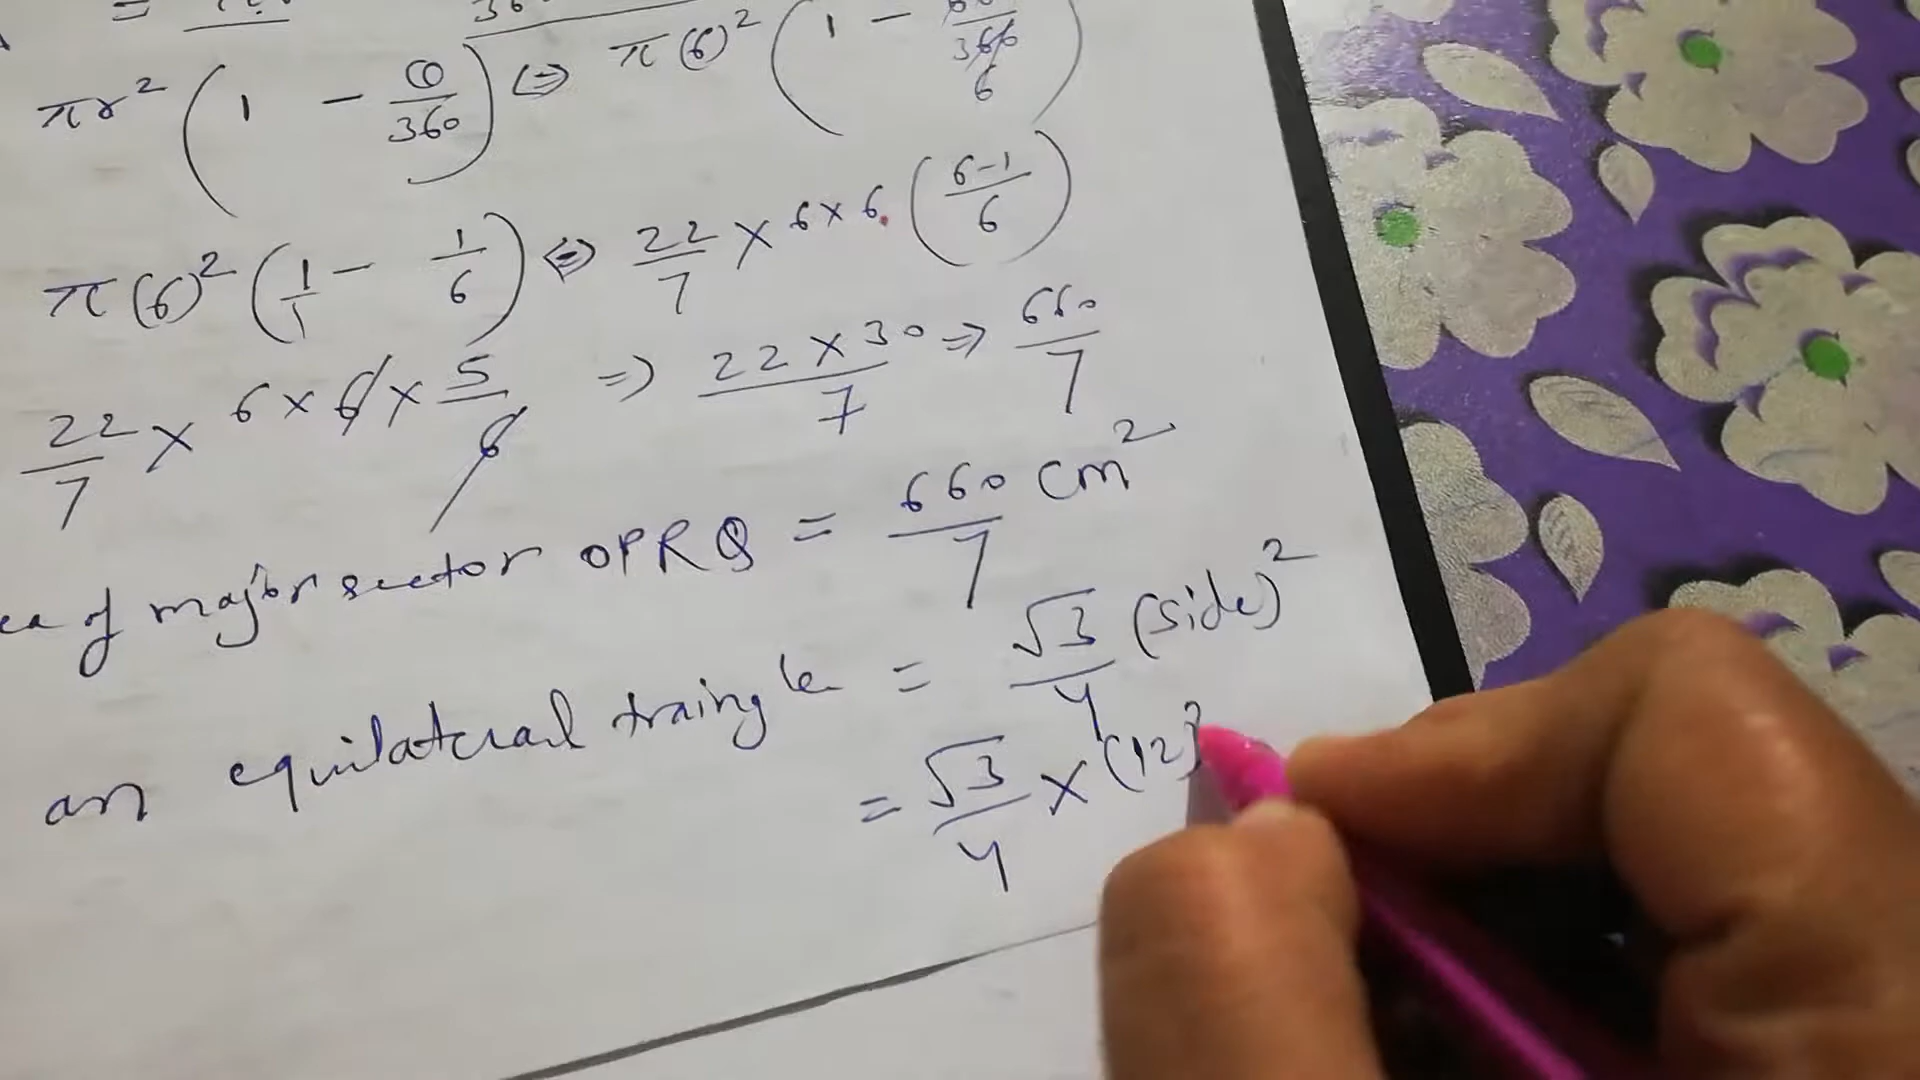 πr² ( 1 - θ/360 ) ⇔ π(6)² ( 1 - 60/360 6 )
π(6)² ( 1/1 - 1/6 ) ⇔ 22/7 × 6 × 6 . ( 6-1/6 )
22/7 × 6 × 6 × 5/6 ⇒ 22 × 30/7 ⇒ 660/7
of major sector OPRQ = 660/7 cm²
an equilateral traingle = √3/4 (side)²
= √3/4 × (12)²